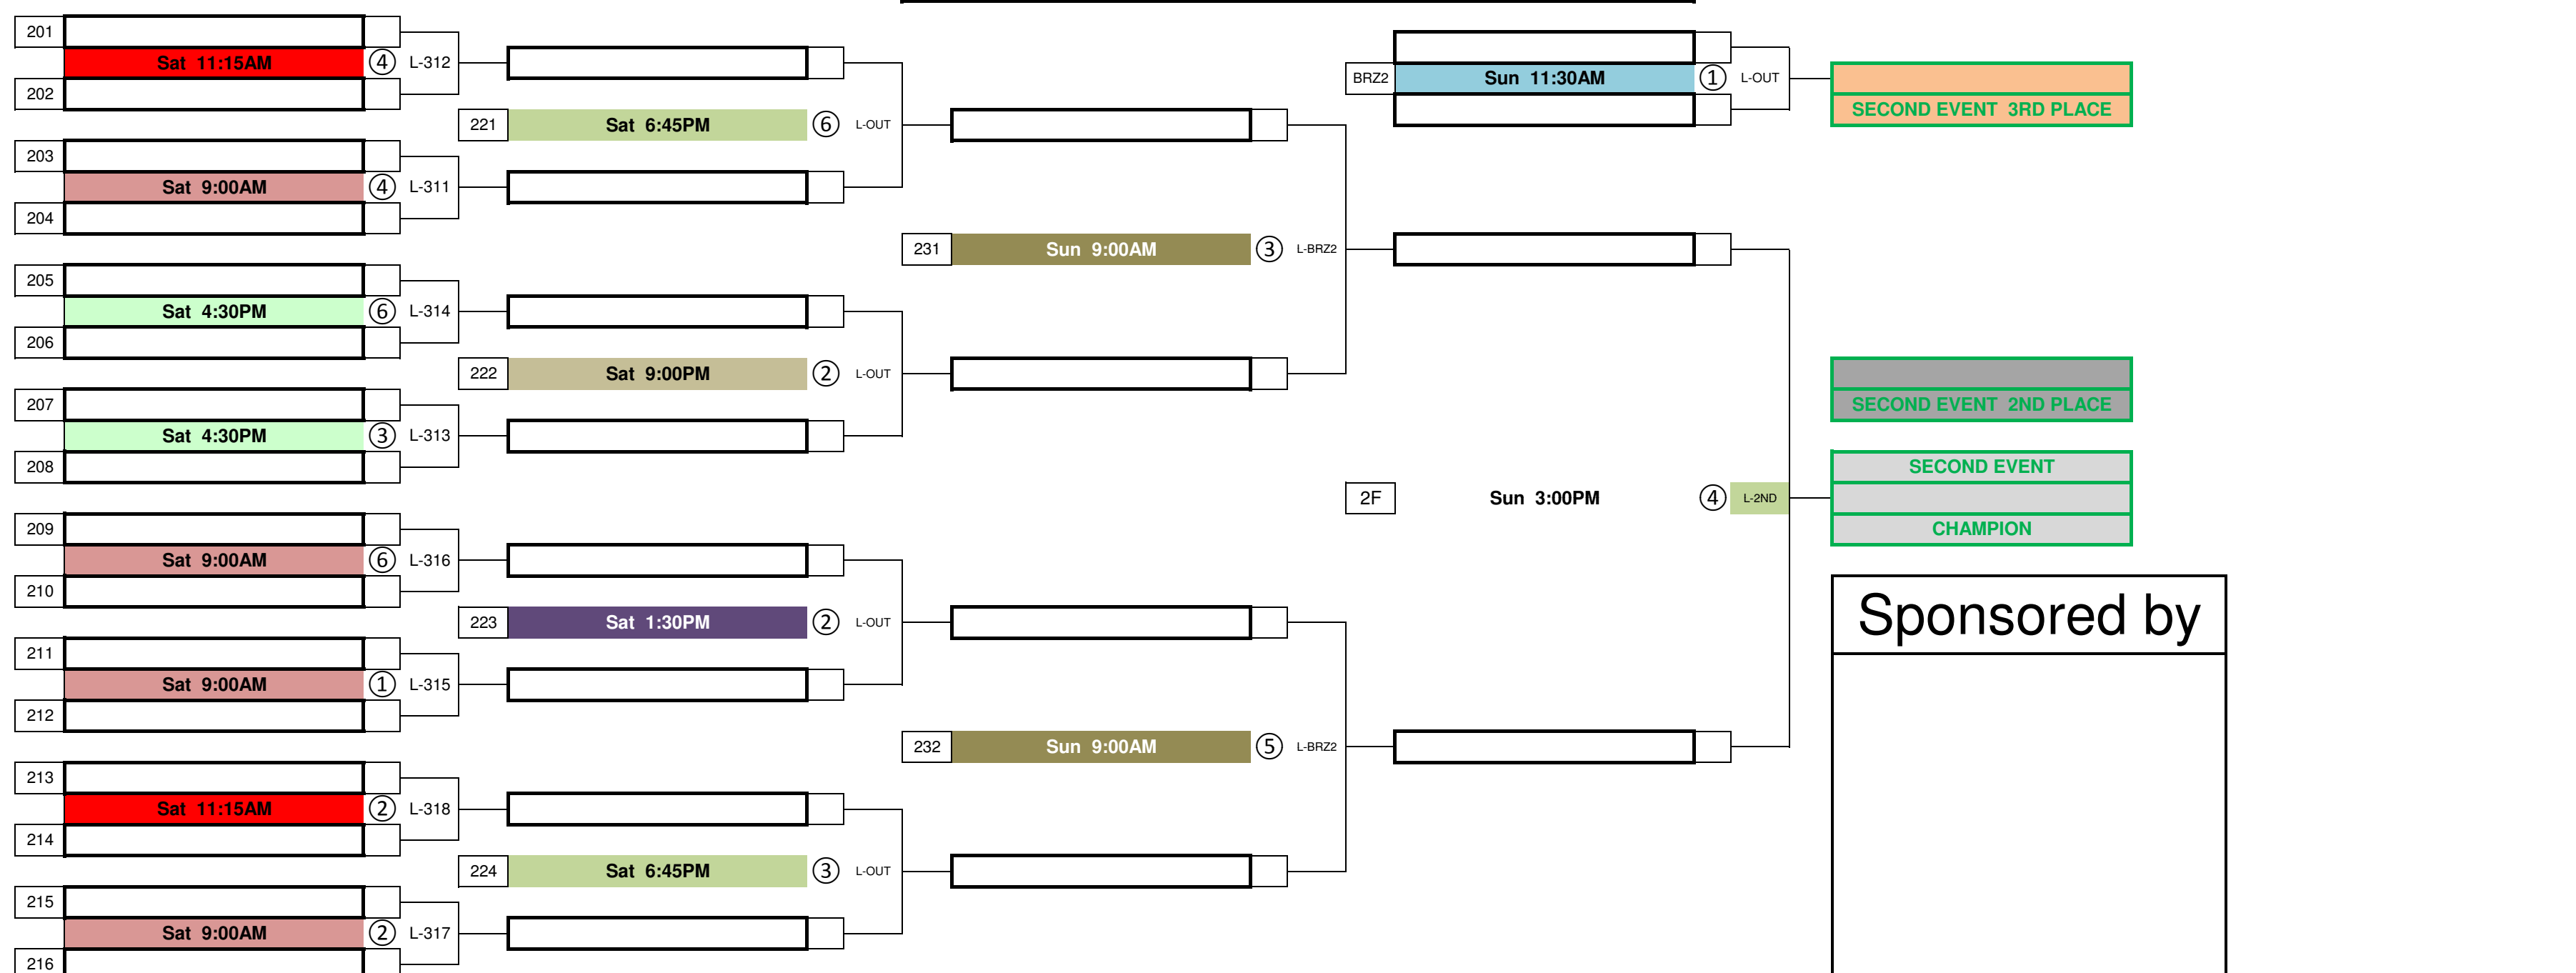 201
Sat 11:15AM ④ L-312
202
203
Sat 9:00AM ④ L-311
204
221 Sat 6:45PM ⑥ L-OUT
205
Sat 4:30PM ⑥ L-314
206
207
Sat 4:30PM ③ L-313
208
222 Sat 9:00PM ② L-OUT
209
Sat 9:00AM ⑥ L-316
210
211
Sat 9:00AM ① L-315
212
223 Sat 1:30PM ② L-OUT
213
Sat 11:15AM ② L-318
214
215
Sat 9:00AM ② L-317
216
224 Sat 6:45PM ③ L-OUT
231 Sun 9:00AM ③ L-BRZ2
232 Sun 9:00AM ⑤ L-BRZ2
BRZ2 Sun 11:30AM ① L-OUT
SECOND EVENT 3RD PLACE
2F Sun 3:00PM ④ L-2ND
SECOND EVENT 2ND PLACE
SECOND EVENT
CHAMPION
Sponsored by